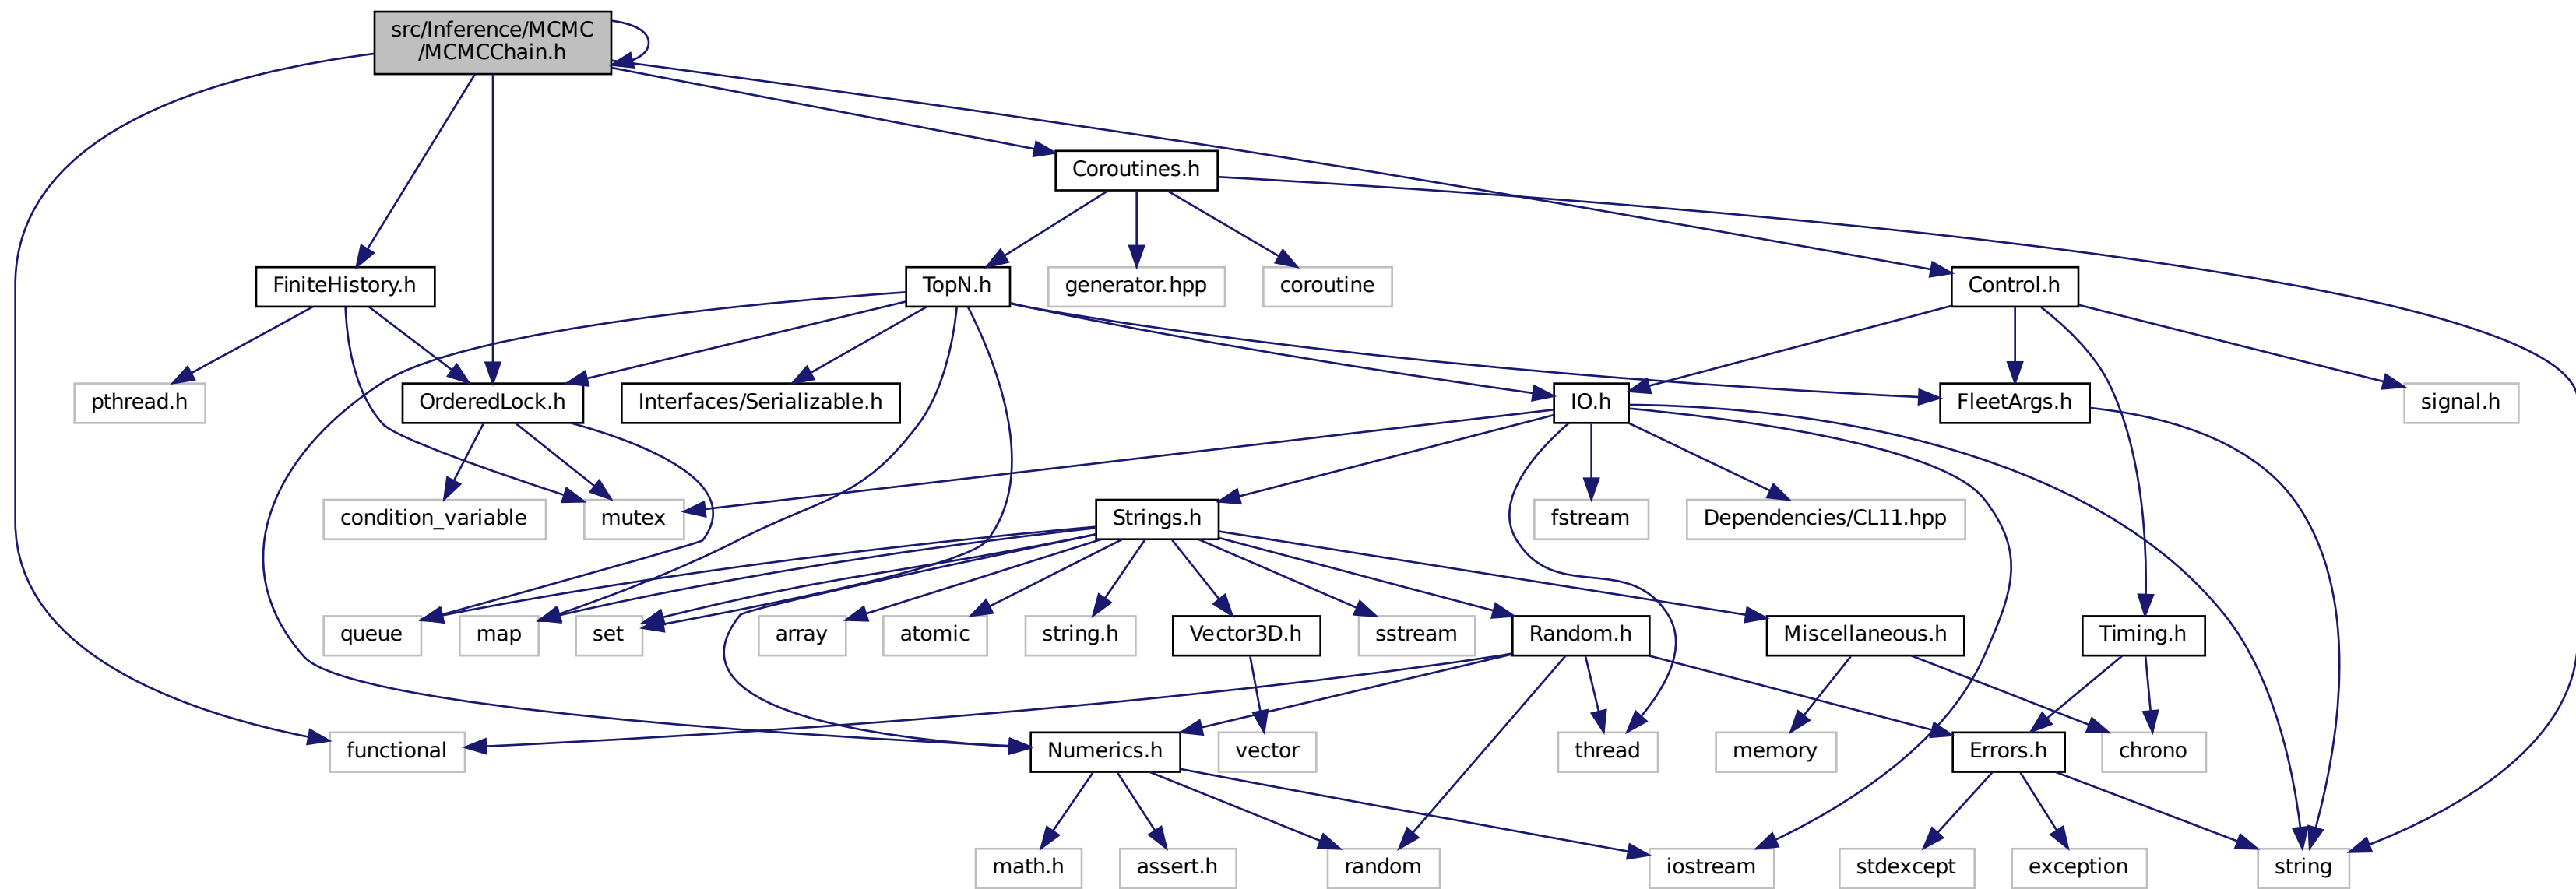 src/Inference/MCMC
/MCMCChain.h
Coroutines.h
FiniteHistory.h
TopN.h
generator.hpp
coroutine
Control.h
pthread.h
OrderedLock.h
Interfaces/Serializable.h
IO.h
FleetArgs.h
signal.h
condition_variable
mutex
Strings.h
fstream
Dependencies/CL11.hpp
queue
map
set
array
atomic
string.h
Vector3D.h
sstream
Random.h
Miscellaneous.h
Timing.h
functional
Numerics.h
vector
thread
memory
Errors.h
chrono
math.h
assert.h
random
iostream
stdexcept
exception
string